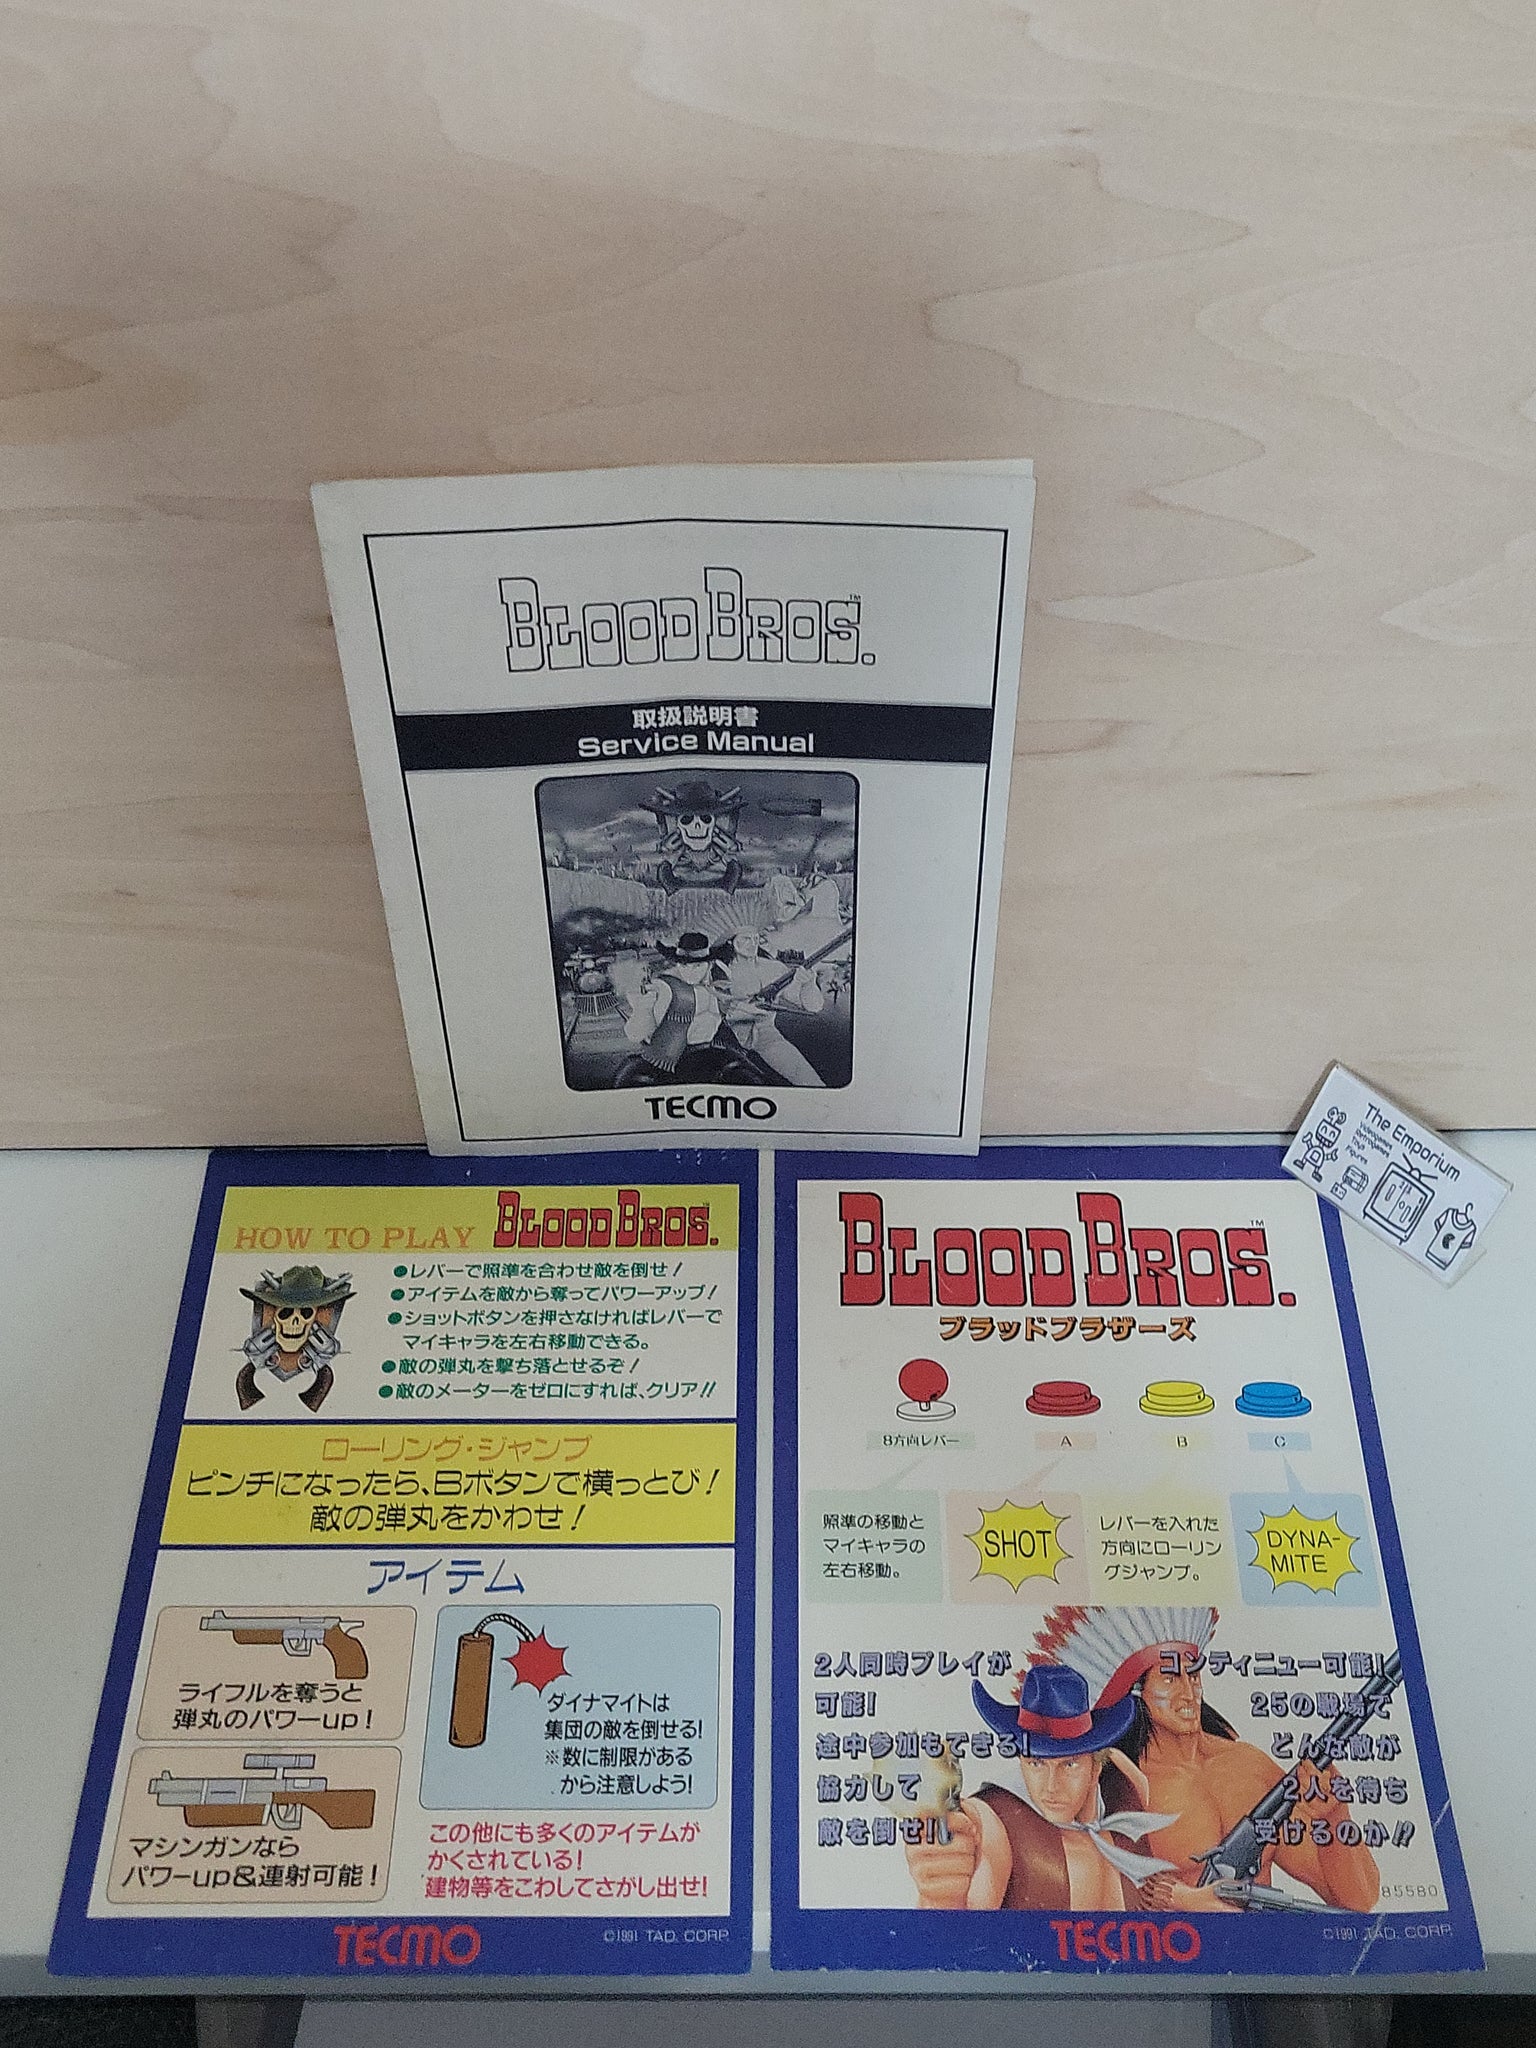 BLOOD BROS.™
取扱説明書
Service Manual
TECMO
The Emporium
Videogames
Retrogames
Toys
Figures
HOW TO PLAY BLOOD BROS.™
●レバーで照準を合わせ敵を倒せ!
●アイテムを敵から奪ってパワーアップ!
●ショットボタンを押さなければレバーで
マイキャラを左右移動できる。
●敵の弾丸を撃ち落とせるぞ!
●敵のメーターをゼロにすれば、クリア!!
ローリング・ジャンプ
ピンチになったら、Bボタンで横っとび!
敵の弾丸をかわせ!
アイテム
ライフルを奪うと
弾丸のパワーup!
マシンガンなら
パワーup&連射可能!
ダイナマイトは
集団の敵を倒せる!
※数に制限がある
から注意しよう!
この他にも多くのアイテムが
かくされている!
建物等をこわしてさがし出せ!
TECMO
©1991 TAD. CORP.
BLOOD BROS.™
ブラッドブラザーズ
8方向レバー
A
B
C
照準の移動と
マイキャラの
左右移動。
SHOT
レバーを入れた
方向にローリン
グジャンプ。
DYNA-
MITE
2人同時プレイが
可能!
途中参加もできる!
協力して
敵を倒せ!!
コンティニュー可能!
25の戦場で
どんな敵が
2人を待ち
受けるのか!?
85580
TECMO
©1991 TAD. CORP.